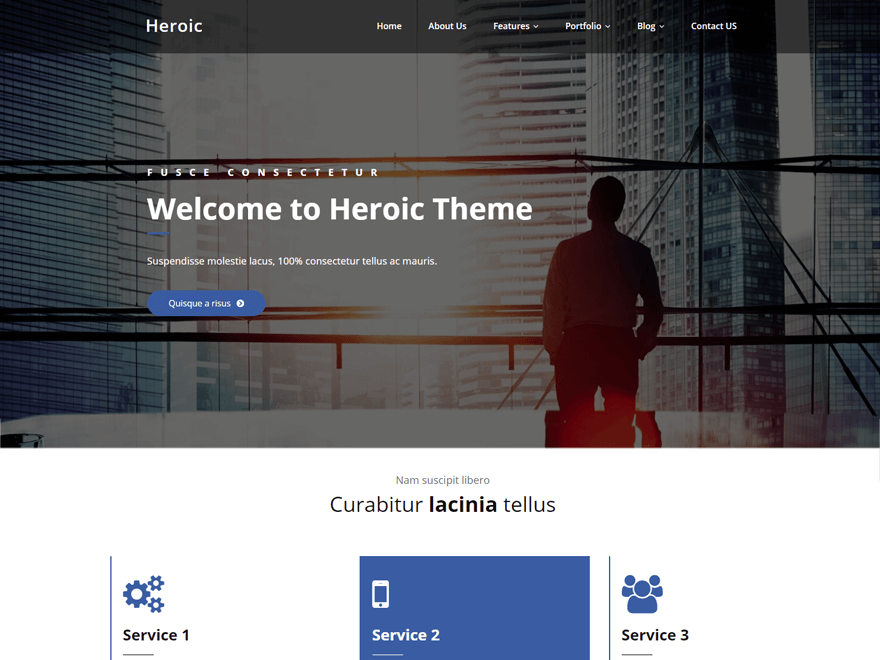 Heroic
Home About Us Features Portfolio Blog Contact US
FUSCE CONSECTETUR
Welcome to Heroic Theme
Suspendisse molestie lacus, 100% consectetur tellus ac mauris.
Quisque a risus
Nam suscipit libero
Curabitur lacinia tellus
Service 1
Service 2
Service 3